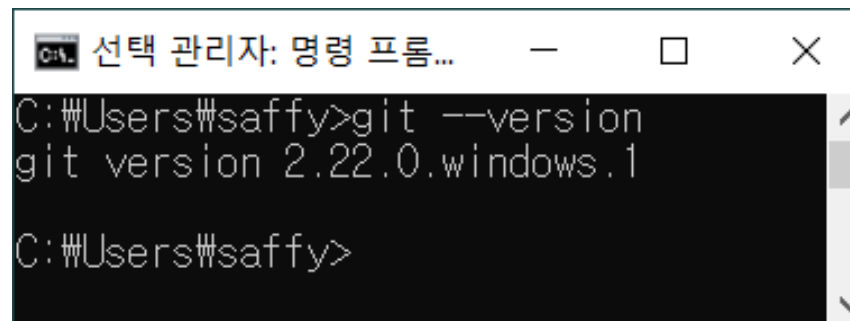 선택 관리자: 명령 프롬...
C:₩Users₩saffy>git --version
git version 2.22.0.windows.1
C:₩Users₩saffy>